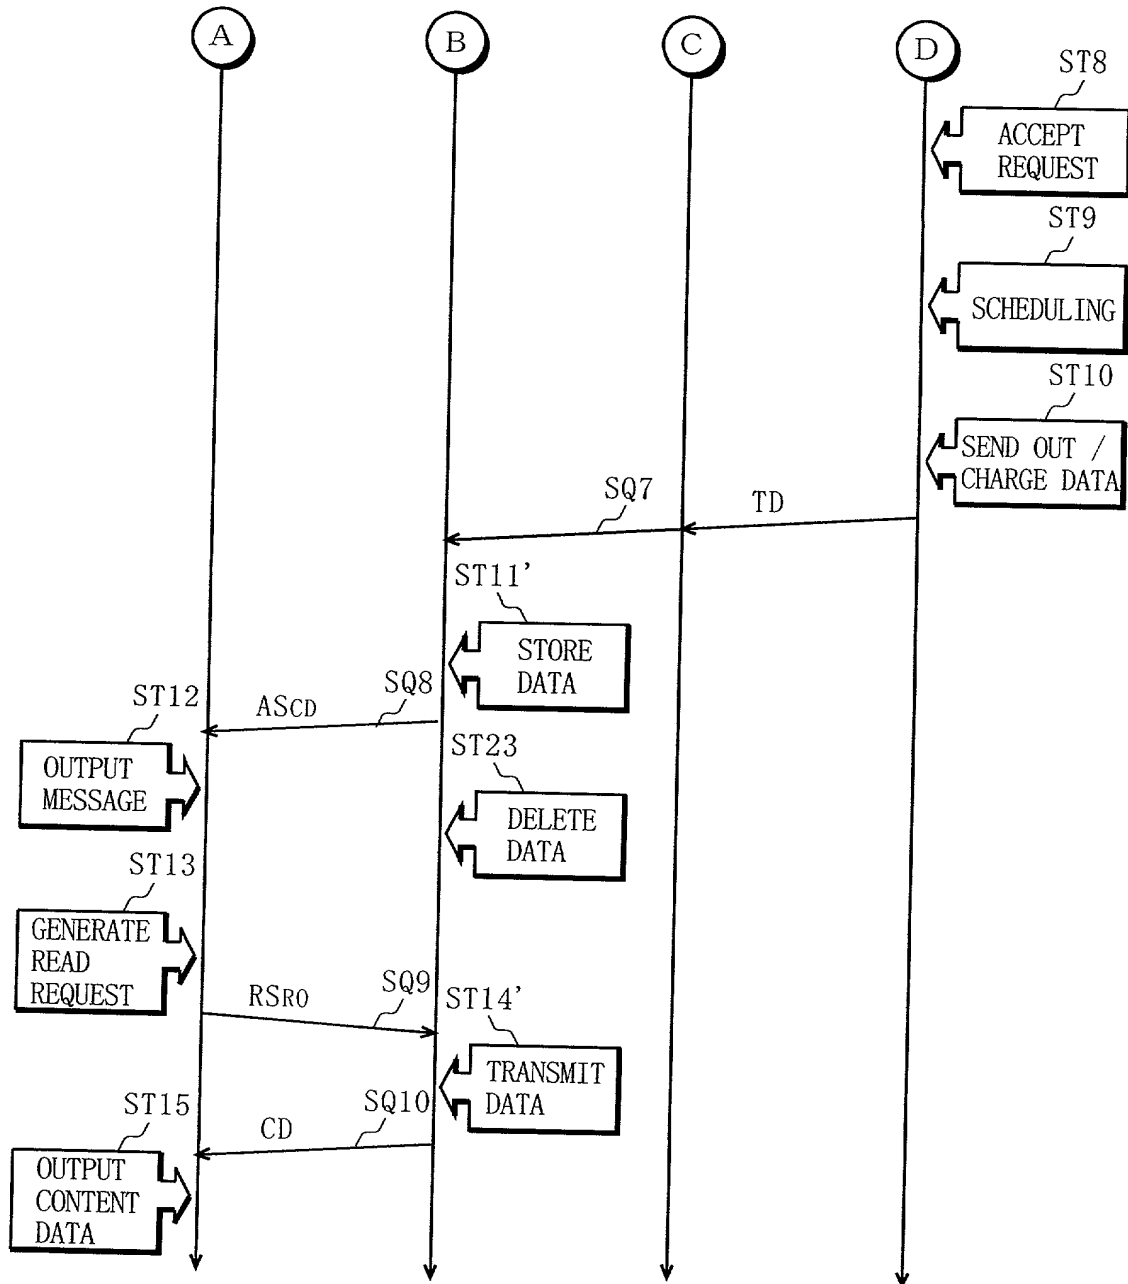 A
B
C
D
ST8
ACCEPT
REQUEST
ST9
SCHEDULING
ST10
SEND OUT /
CHARGE DATA
SQ7
TD
ST11'
STORE
DATA
ST12
ASCD
SQ8
OUTPUT
MESSAGE
ST23
DELETE
DATA
ST13
GENERATE
READ
REQUEST
RSRO
SQ9
ST14'
TRANSMIT
DATA
ST15
CD
SQ10
OUTPUT
CONTENT
DATA